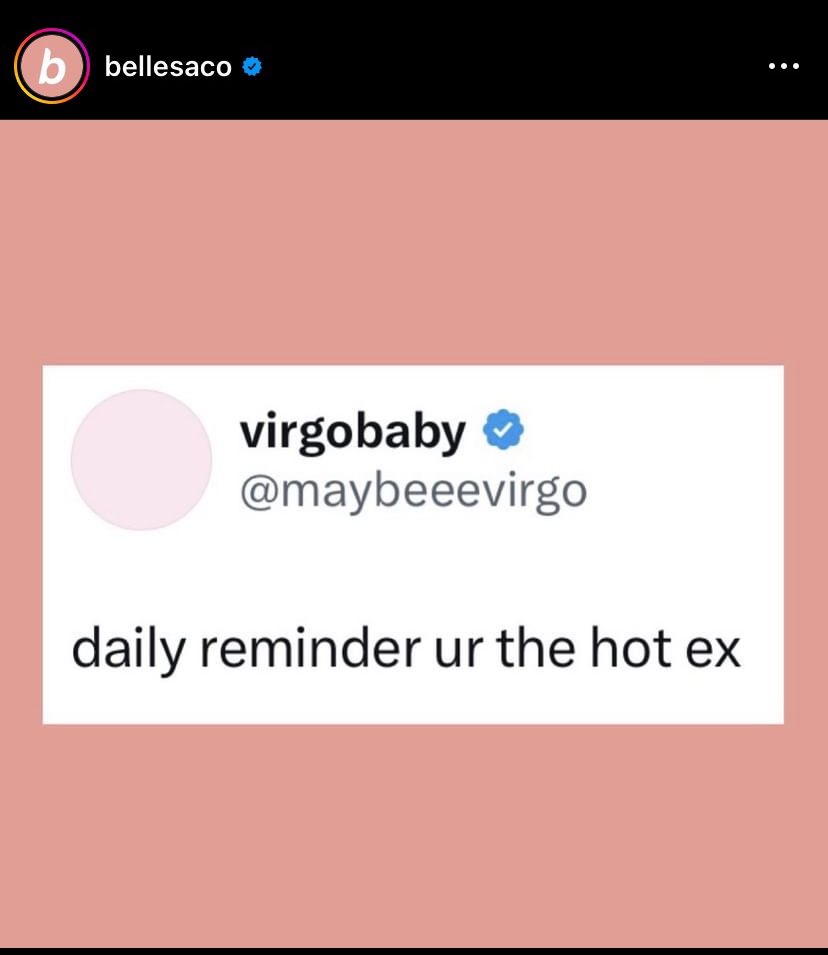 b
bellesaco
virgobaby
@maybeeevirgo
daily reminder ur the hot ex